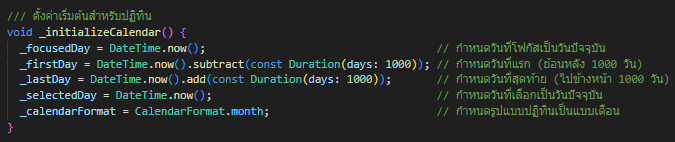 /// ตั้งค่าเริ่มต้นสำหรับปฏิทิน
void _initializeCalendar() {
_focusedDay = DateTime.now(); // กำหนดวันที่โฟกัสเป็นวันปัจจุบัน
_firstDay = DateTime.now().subtract(const Duration(days: 1000)); // กำหนดวันที่แรก (ย้อนหลัง 1000 วัน)
_lastDay = DateTime.now().add(const Duration(days: 1000)); // กำหนดวันที่สุดท้าย (ไปข้างหน้า 1000 วัน)
_selectedDay = DateTime.now(); // กำหนดวันที่เลือกเป็นวันปัจจุบัน
_calendarFormat = CalendarFormat.month; // กำหนดรูปแบบปฏิทินเป็นแบบเดือน
}